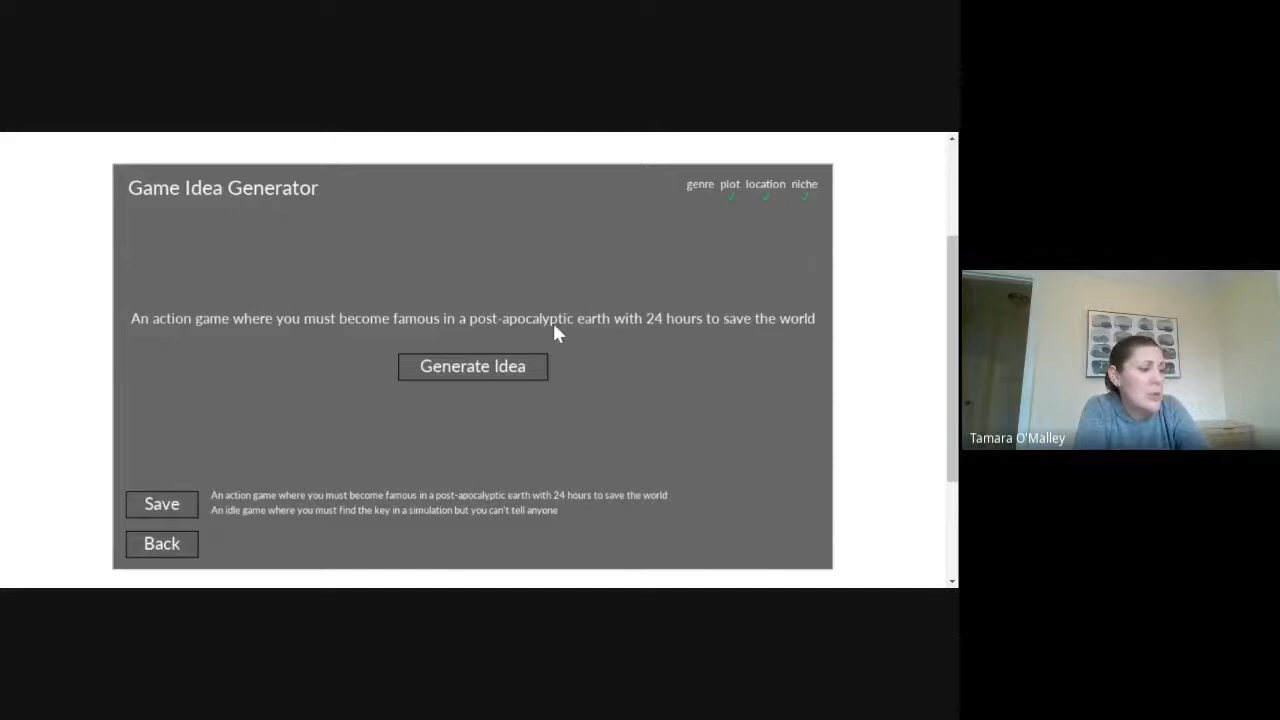 Game Idea Generator
genre plot location niche
An action game where you must become famous in a post-apocalyptic earth with 24 hours to save the world
Generate Idea
Save
An action game where you must become famous in a post-apocalyptic earth with 24 hours to save the world
An idle game where you must find the key in a simulation but you can't tell anyone
Back
Tamara O'Malley